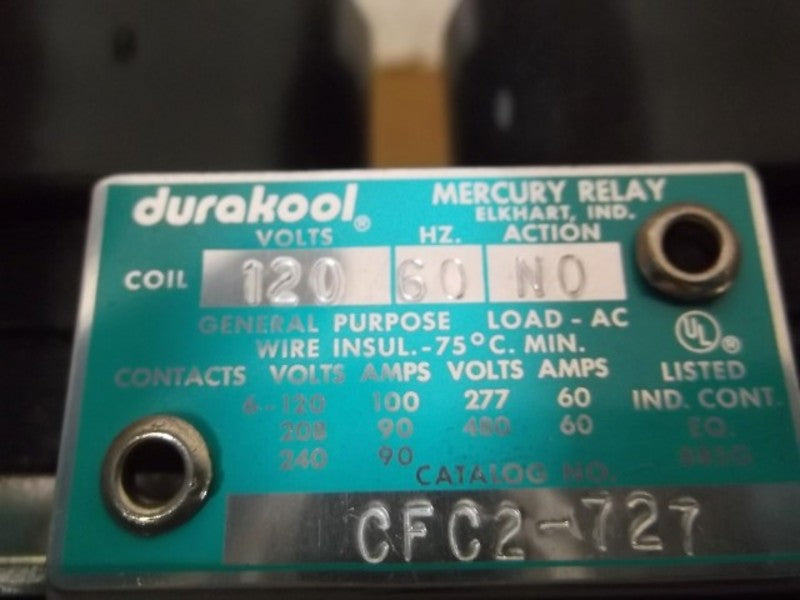 durakool® MERCURY RELAY
ELKHART, IND.
VOLTS HZ. ACTION
COIL 120 60 NO
GENERAL PURPOSE LOAD - AC
WIRE INSUL.-75°C. MIN.
UL® LISTED
CONTACTS VOLTS AMPS VOLTS AMPS
6-120 100 277 60 IND. CONT.
208 90 480 60 EQ.
240 90
CATALOG NO.
CFC2-727